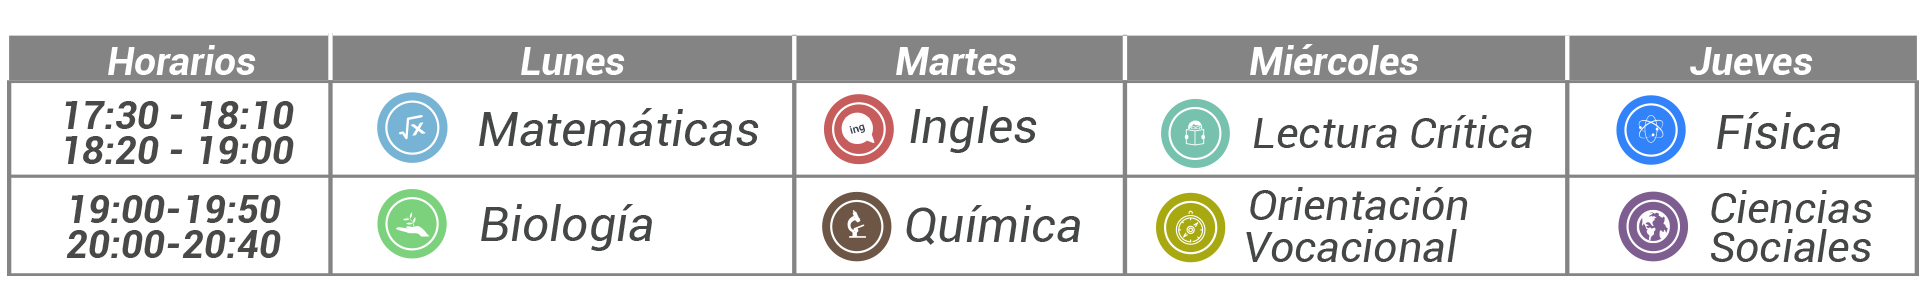 Horarios Lunes Martes Miércoles Jueves
17:30 - 18:10
18:20 - 19:00
Matemáticas
ing
Ingles
Lectura Crítica
Física
19:00-19:50
20:00-20:40
Biología
Química
Orientación
Vocacional
Ciencias
Sociales